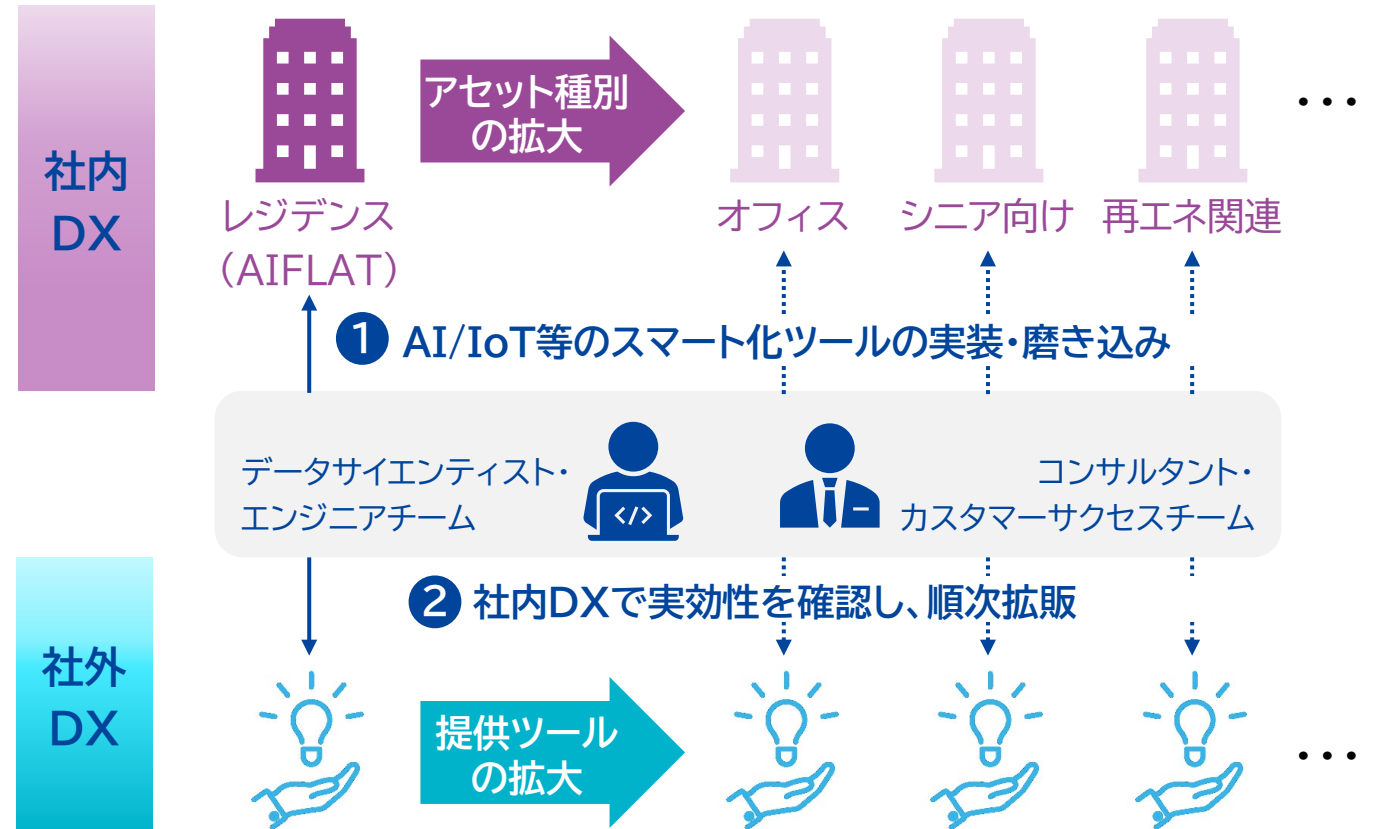 社内
DX
アセット種別
の拡大
・・・
レジデンス
(AIFLAT)
オフィス
シニア向け
再エネ関連
1 AI/IoT等のスマート化ツールの実装・磨き込み
データサイエンティスト・
エンジニアチーム
</>
コンサルタント・
カスタマーサクセスチーム
2 社内DXで実効性を確認し、順次拡販
社外
DX
提供ツール
の拡大
・・・